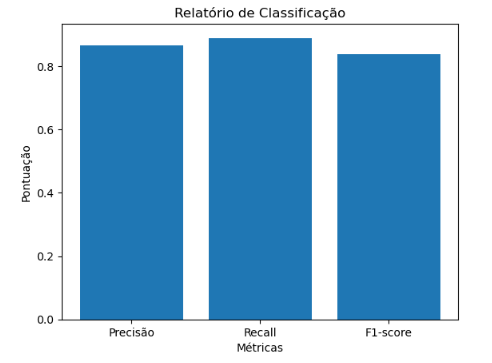 Relatório de Classificação
Pontuação
0.8
0.6
0.4
0.2
0.0
Precisão
Recall
F1-score
Métricas